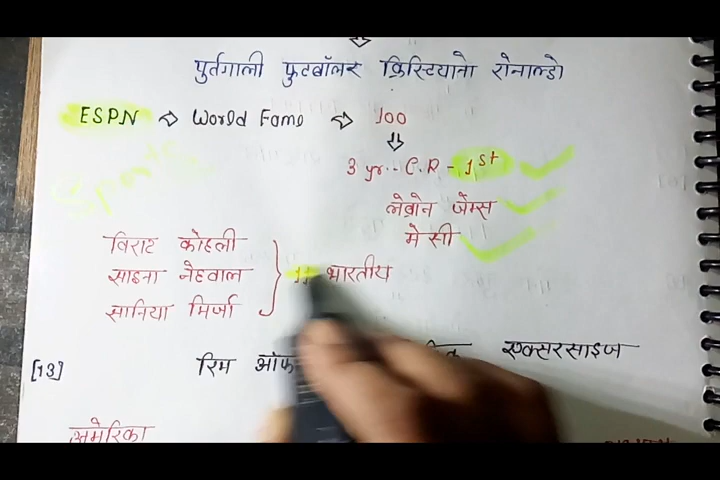 पुर्तगाली फुटबॉलर क्रिस्टियानो रोनाल्डो
ESPN ⇨ World Fame ⇨ 100
3 yr.. C.R - 1st
लेब्रोन जेम्स
मेसी
विराट कोहली
साइना नेहवाल
सानिया मिर्जा
11 भारतीय
[13] रिम ऑफ एक्सरसाइज
अमेरिका